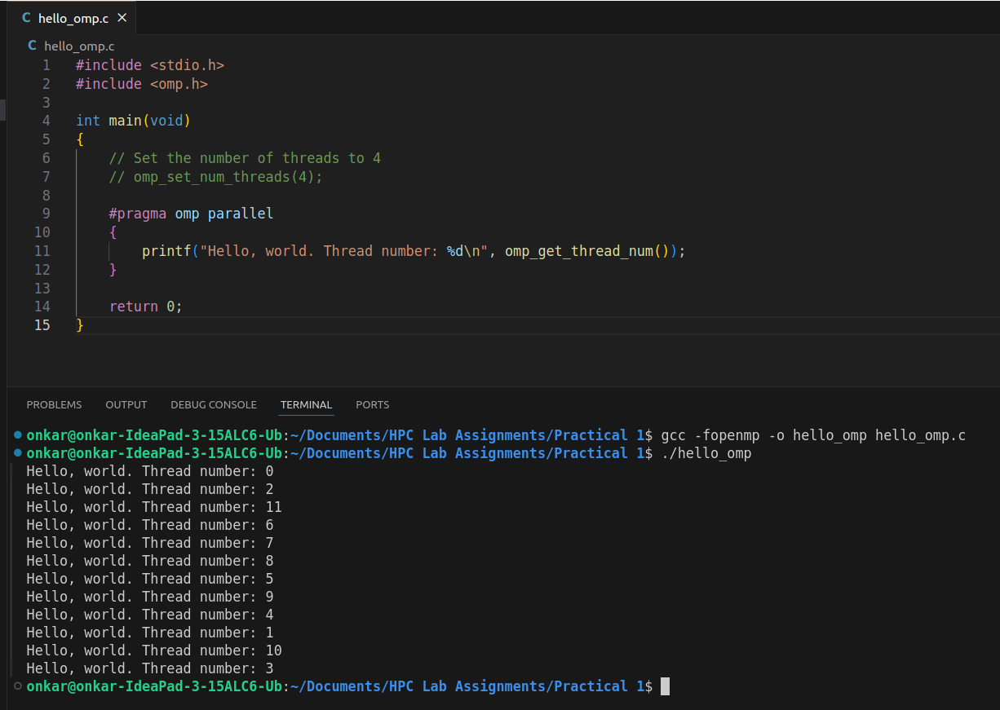 C hello_omp.c ×
C hello_omp.c
1 #include <stdio.h>
2 #include <omp.h>
3
4 int main(void)
5 {
6     // Set the number of threads to 4
7     // omp_set_num_threads(4);
8
9     #pragma omp parallel
10     {
11         printf("Hello, world. Thread number: %d\n", omp_get_thread_num());
12     }
13
14     return 0;
15 }
PROBLEMS OUTPUT DEBUG CONSOLE TERMINAL PORTS
onkar@onkar-IdeaPad-3-15ALC6-Ub:~/Documents/HPC Lab Assignments/Practical 1$ gcc -fopenmp -o hello_omp hello_omp.c
onkar@onkar-IdeaPad-3-15ALC6-Ub:~/Documents/HPC Lab Assignments/Practical 1$ ./hello_omp
Hello, world. Thread number: 0
Hello, world. Thread number: 2
Hello, world. Thread number: 11
Hello, world. Thread number: 6
Hello, world. Thread number: 7
Hello, world. Thread number: 8
Hello, world. Thread number: 5
Hello, world. Thread number: 9
Hello, world. Thread number: 4
Hello, world. Thread number: 1
Hello, world. Thread number: 10
Hello, world. Thread number: 3
onkar@onkar-IdeaPad-3-15ALC6-Ub:~/Documents/HPC Lab Assignments/Practical 1$